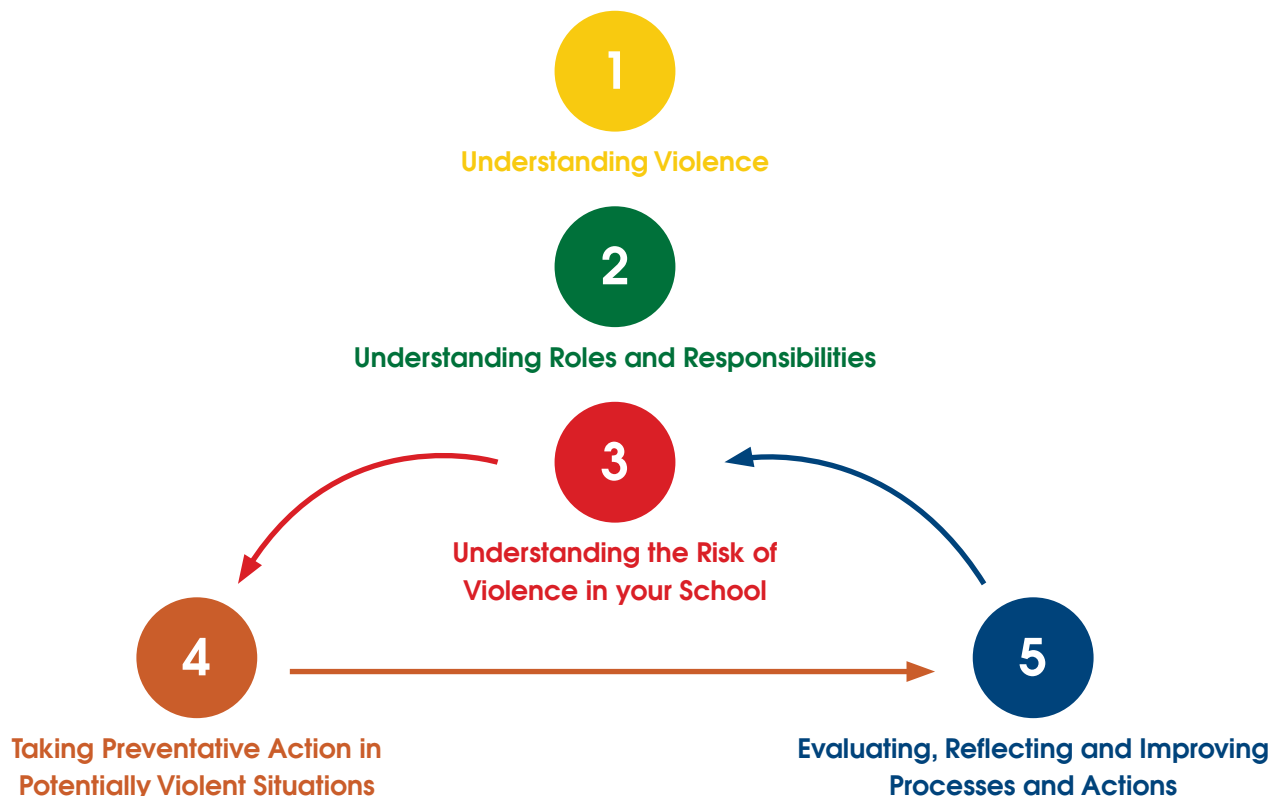 1
Understanding Violence
2
Understanding Roles and Responsibilities
3
Understanding the Risk of
Violence in your School
4
Taking Preventative Action in
Potentially Violent Situations
5
Evaluating, Reflecting and Improving
Processes and Actions